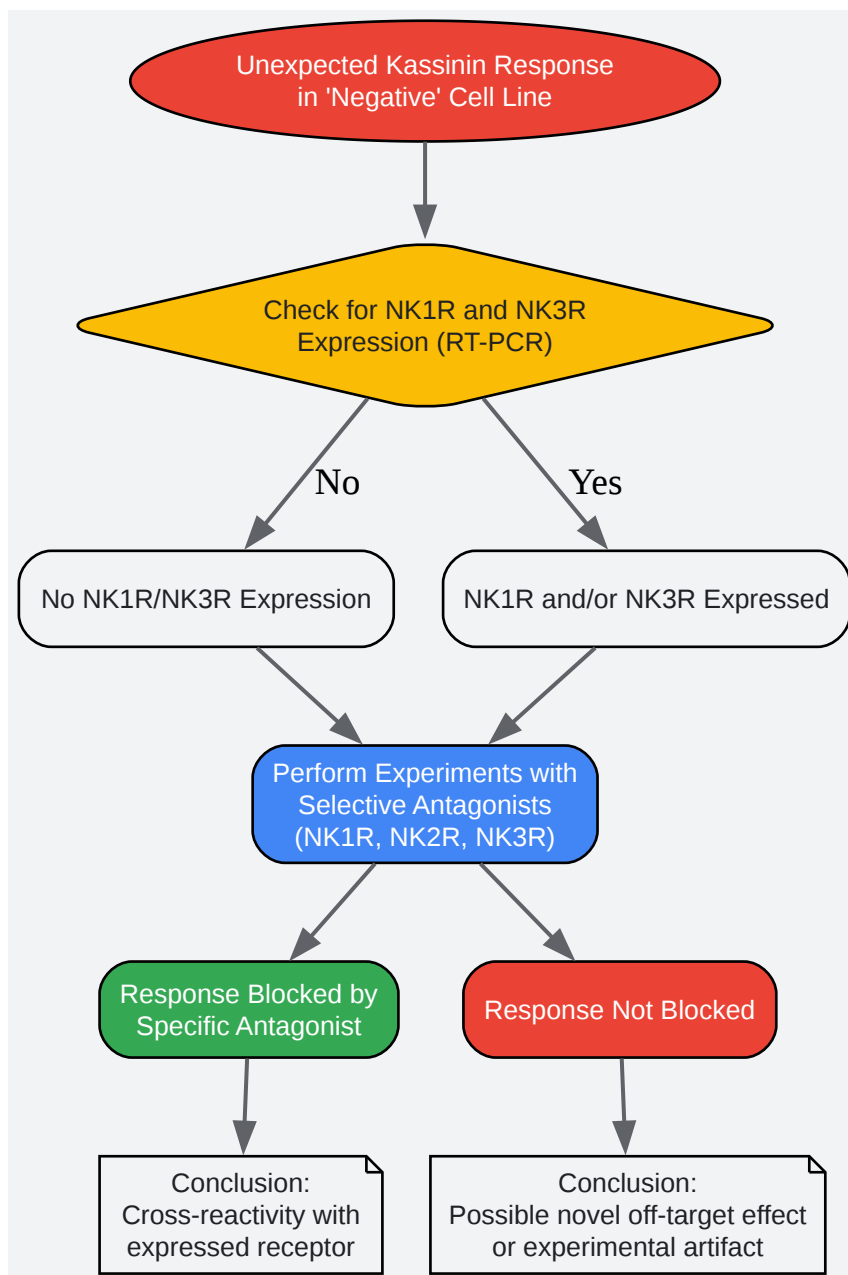 Unexpected Kassinin Response
in 'Negative' Cell Line
Check for NK1R and NK3R
Expression (RT-PCR)
No
Yes
No NK1R/NK3R Expression
NK1R and/or NK3R Expressed
Perform Experiments with
Selective Antagonists
(NK1R, NK2R, NK3R)
Response Blocked by
Specific Antagonist
Response Not Blocked
Conclusion:
Cross-reactivity with
expressed receptor
Conclusion:
Possible novel off-target effect
or experimental artifact